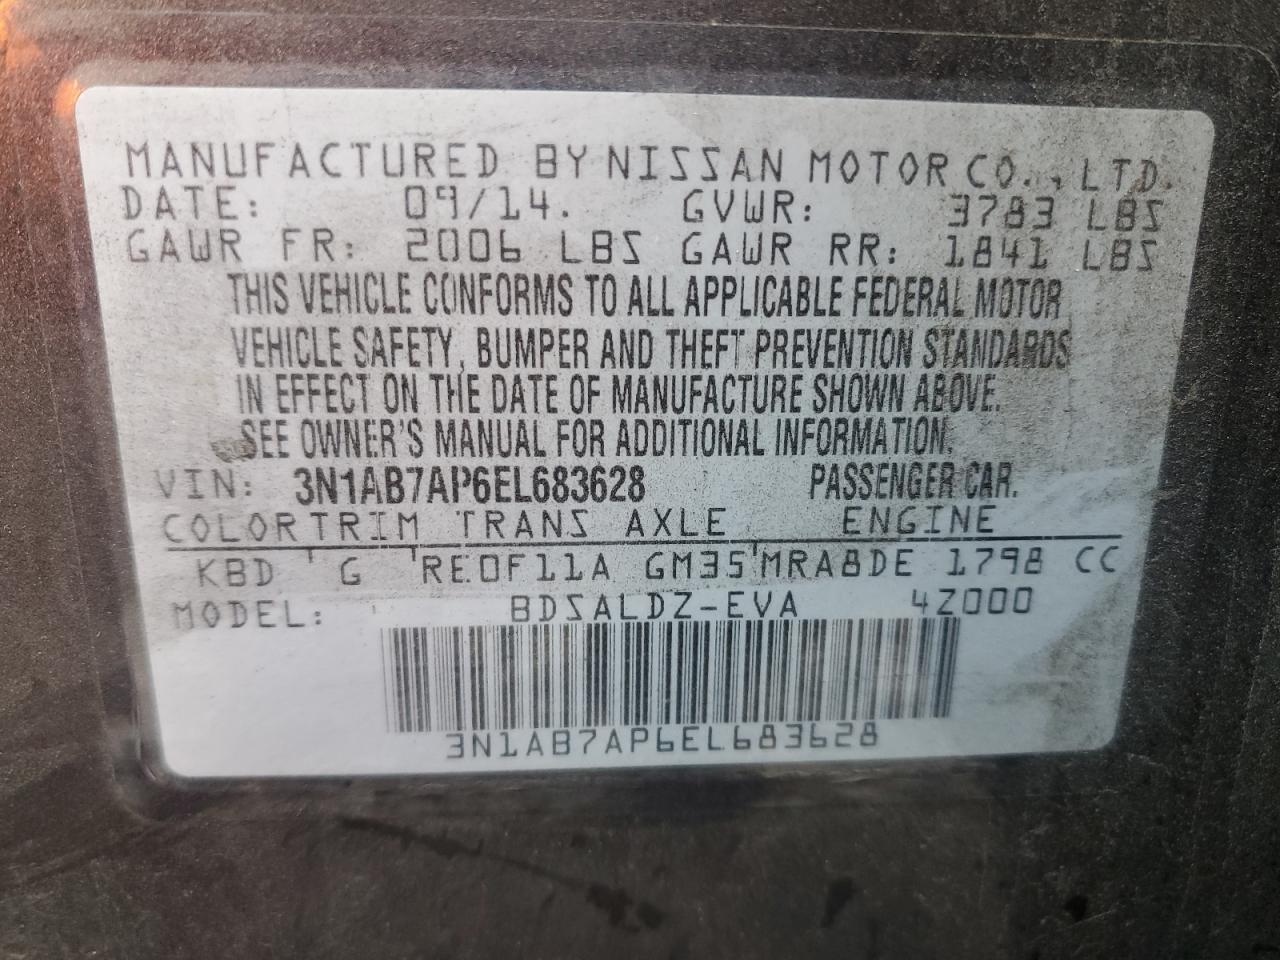 MANUFACTURED BY NISSAN MOTOR CO., LTD.
DATE: 09/14. GVWR: 3783 LBS
GAWR FR: 2006 LBS GAWR RR: 1841 LBS
THIS VEHICLE CONFORMS TO ALL APPLICABLE FEDERAL MOTOR
VEHICLE SAFETY, BUMPER AND THEFT PREVENTION STANDARDS
IN EFFECT ON THE DATE OF MANUFACTURE SHOWN ABOVE.
SEE OWNER'S MANUAL FOR ADDITIONAL INFORMATION.
VIN: 3N1AB7AP6EL683628 PASSENGER CAR.
COLOR TRIM TRANS AXLE ENGINE
KBD G RE0F11A GM35 MRA8DE 1798 CC
MODEL: BDSALDZ-EVA 4Z000
3N1AB7AP6EL683628